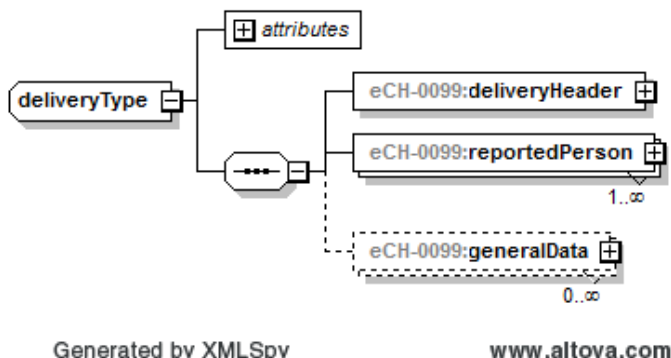 attributes
deliveryType
eCH-0099:deliveryHeader
eCH-0099:reportedPerson
1..∞
eCH-0099:generalData
0..∞
Generated by XMLSpy www.altova.com